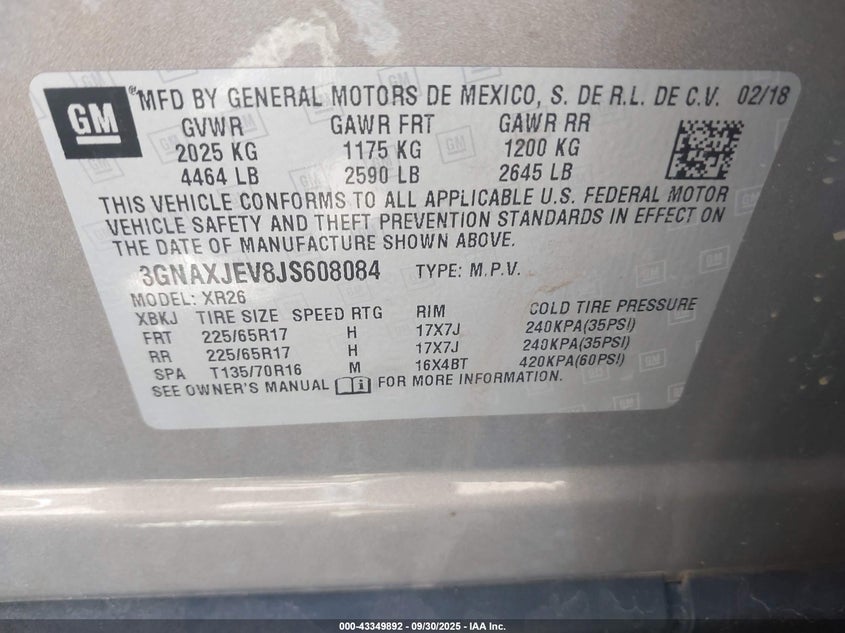 GM ® MFD BY GENERAL MOTORS DE MEXICO, S. DE R.L. DE C.V. 02/18
GVWR GAWR FRT GAWR RR
2025 KG 1175 KG 1200 KG
4464 LB 2590 LB 2645 LB
THIS VEHICLE CONFORMS TO ALL APPLICABLE U.S. FEDERAL MOTOR
VEHICLE SAFETY AND THEFT PREVENTION STANDARDS IN EFFECT ON
THE DATE OF MANUFACTURE SHOWN ABOVE.
3GNAXJEV8JS608084 TYPE: M.P.V.
MODEL: XR26
XBKJ TIRE SIZE SPEED RTG RIM COLD TIRE PRESSURE
FRT 225/65R17 H 17X7J 240KPA(35PSI)
RR 225/65R17 H 17X7J 240KPA(35PSI)
SPA T135/70R16 M 16X4BT 420KPA(60PSI)
SEE OWNER'S MANUAL FOR MORE INFORMATION.
000-43349892 - 09/30/2025 - IAA Inc.